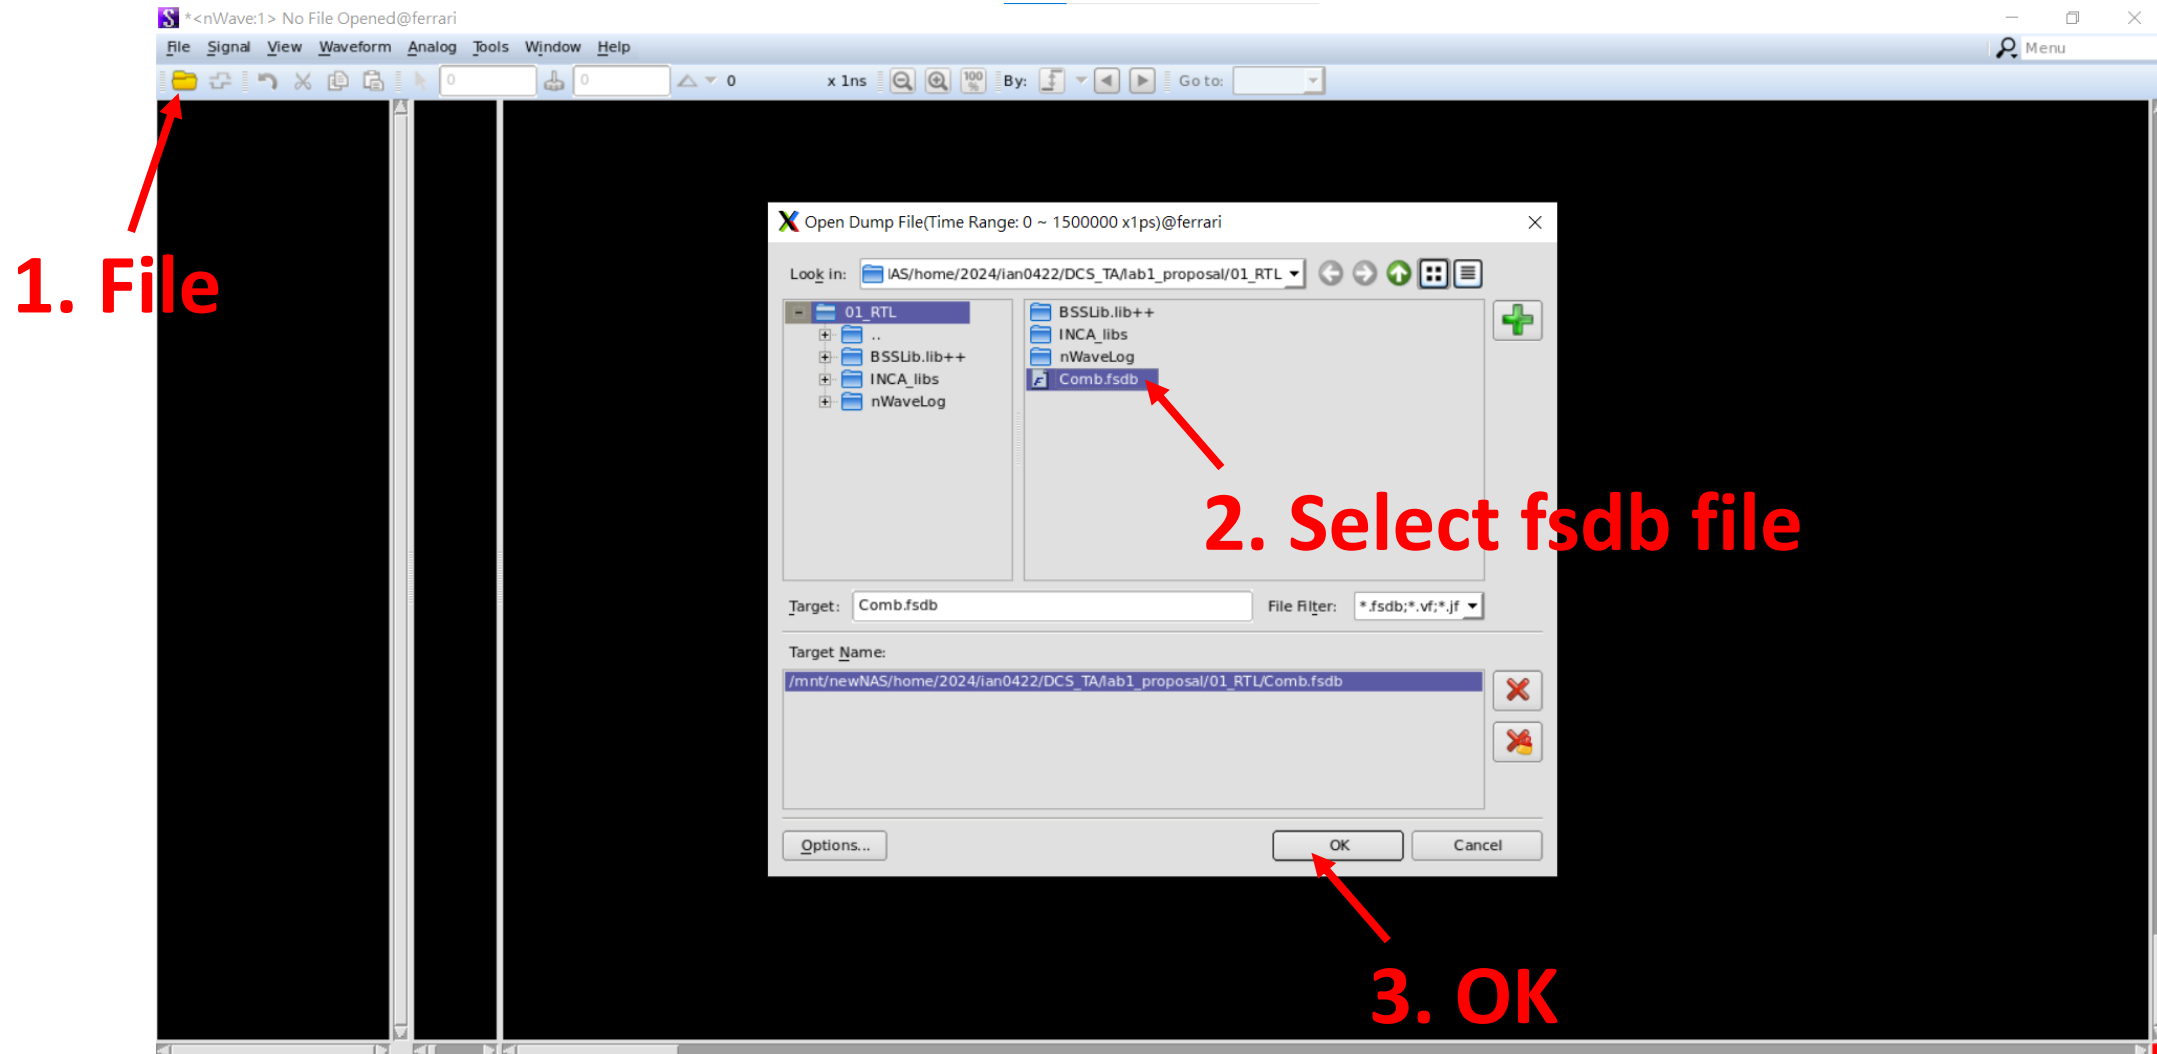 *<nWave:1> No File Opened@ferrari
File Signal View Waveform Analog Tools Window Help
Menu
0 0 0 x 1ns 100 % By: Go to:
1. File
Open Dump File(Time Range: 0 ~ 1500000 x1ps)@ferrari
Look in: IAS/home/2024/ian0422/DCS_TA/lab1_proposal/01_RTL
01_RTL
..
BSSLib.lib++
INCA_libs
nWaveLog
BSSLib.lib++
INCA_libs
nWaveLog
Comb.fsdb
2. Select fsdb file
Target: Comb.fsdb File Filter: *.fsdb;*.vf;*.jf
Target Name:
/mnt/newNAS/home/2024/ian0422/DCS_TA/lab1_proposal/01_RTL/Comb.fsdb
Options... OK Cancel
3. OK